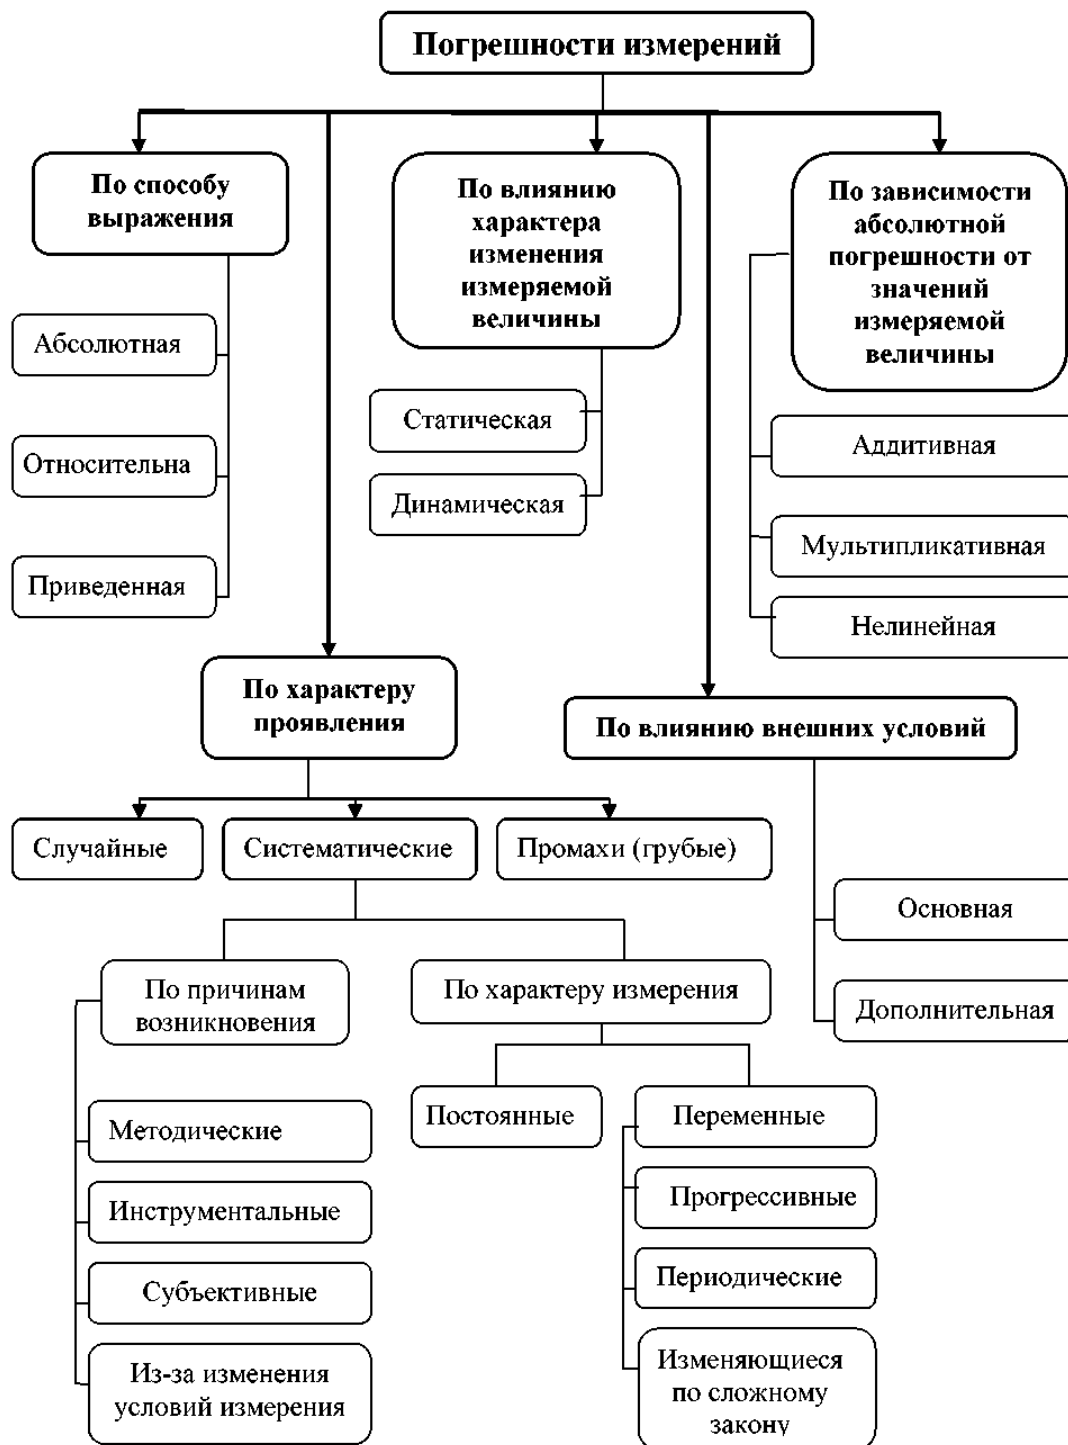 Погрешности измерений
По способу
выражения
По влиянию
характера
изменения
измеряемой
величины
По зависимости
абсолютной
погрешности от
значений
измеряемой
величины
Абсолютная
Относительна
Приведенная
Статическая
Динамическая
Аддитивная
Мультипликативная
Нелинейная
По характеру
проявления
По влиянию внешних условий
Случайные
Систематические
Промахи (грубые)
Основная
Дополнительная
По причинам
возникновения
По характеру измерения
Методические
Инструментальные
Субъективные
Из-за изменения
условий измерения
Постоянные
Переменные
Прогрессивные
Периодические
Изменяющиеся
по сложному
закону